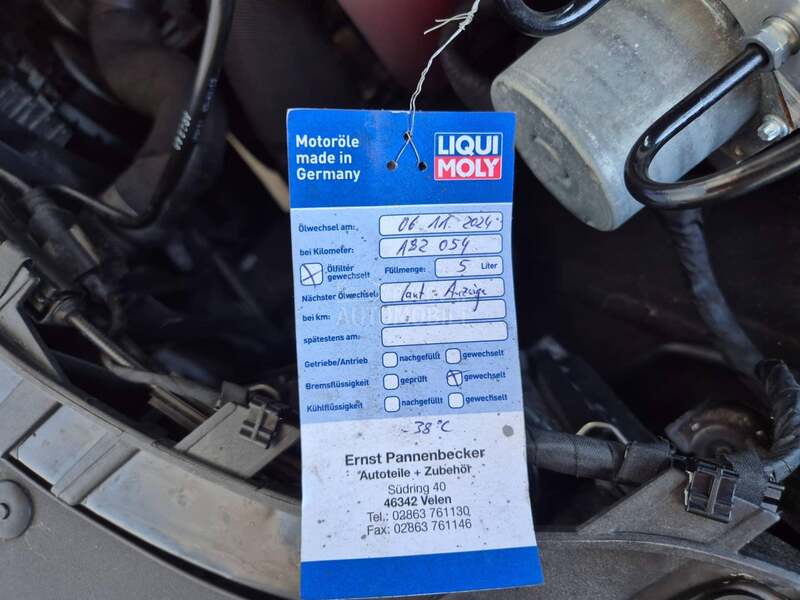 Motoröle
made in
Germany
LIQUI
MOLY
Ölwechsel am: 06.11.2024
bei Kilometer: 182 054
Ölfilter
gewechselt
Füllmenge: 5 Liter
Nächster Ölwechsel: laut - Anzeige
bei km:
spätestens am:
Getriebe/Antrieb nachgefüllt gewechselt
Bremsflüssigkeit geprüft gewechselt
Kühlflüssigkeit nachgefüllt gewechselt
-38°C
Ernst Pannenbecker
Autoteile + Zubehör
Südring 40
46342 Velen
Tel.: 02863 761130
Fax: 02863 761146